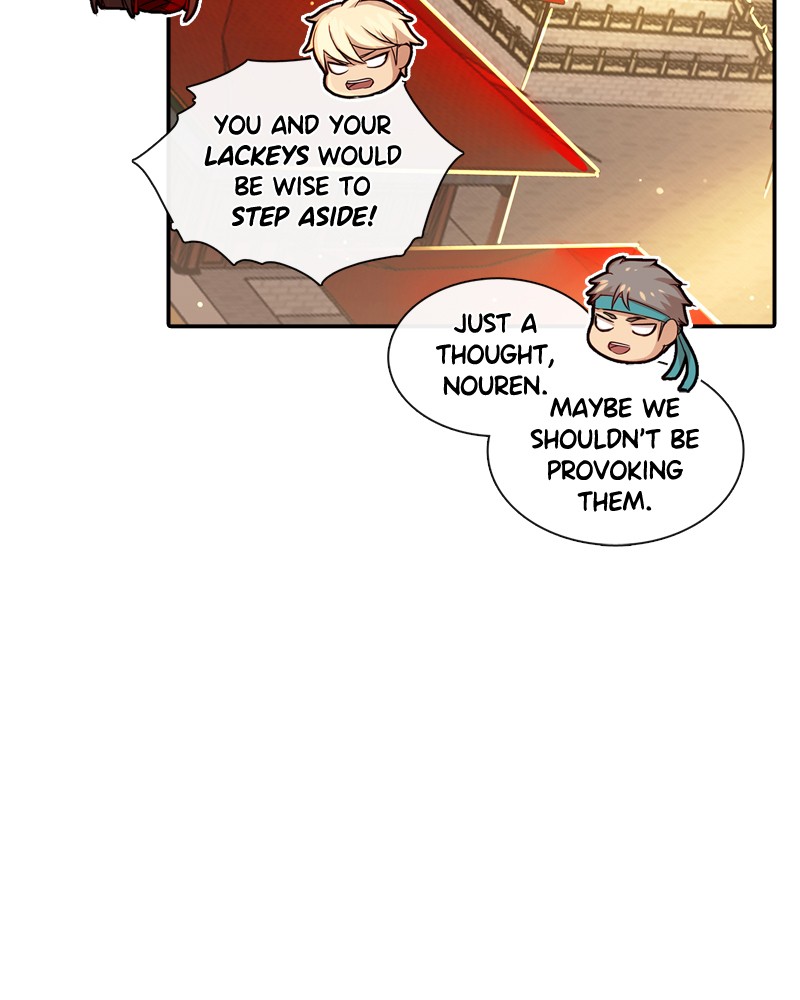 YOU AND YOUR
LACKEYS WOULD
BE WISE TO
STEP ASIDE!
JUST A
THOUGHT,
NOUREN.
MAYBE WE
SHOULDN'T BE
PROVOKING
THEM.